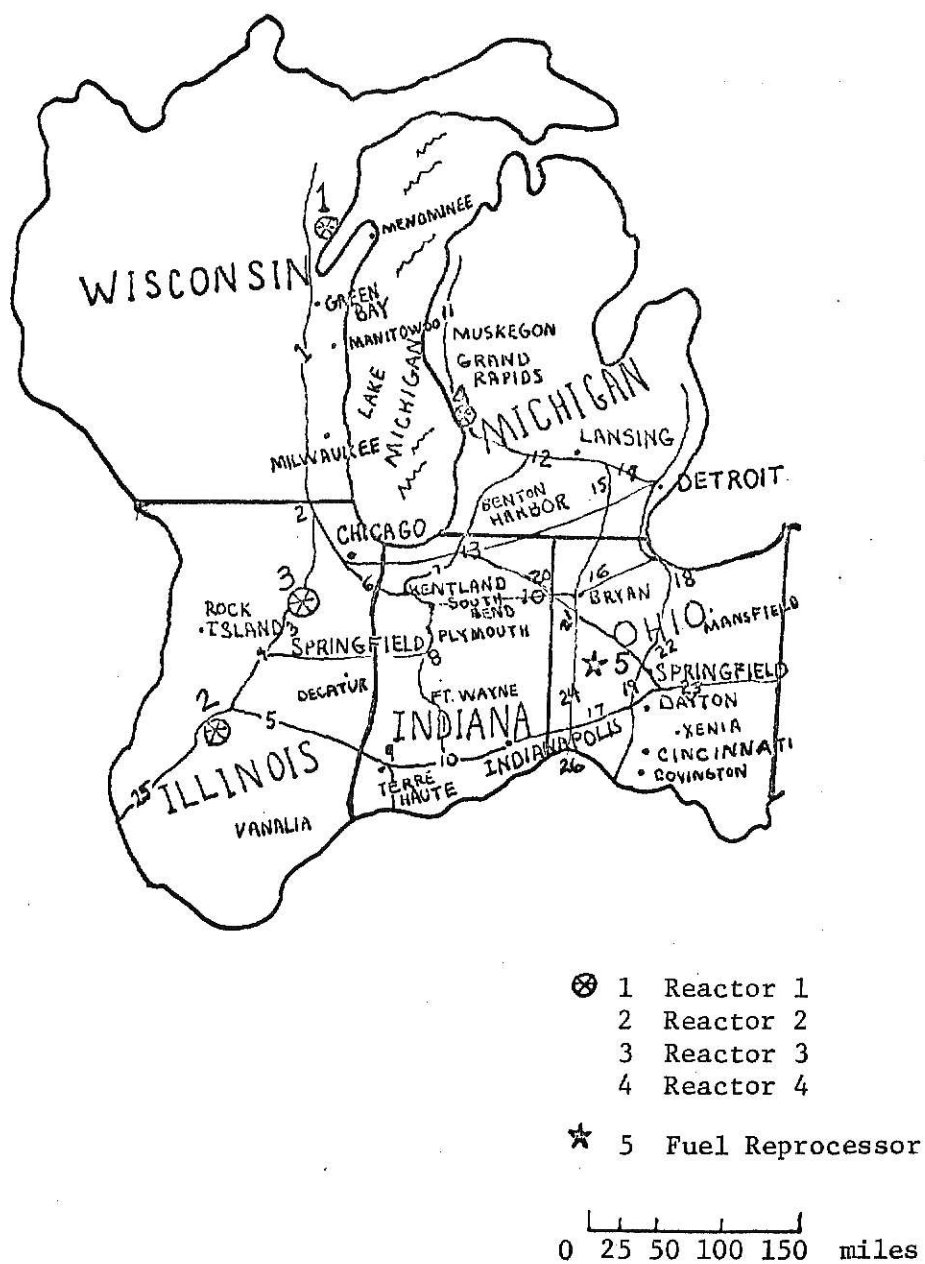 1
MENOMINEE
WISCONSIN
GREEN
BAY
11
MANITOWOO
MUSKEGON
1
GRAND
RAPIDS
LAKE
MICHIGAN
4
MICHIGAN
LANSING
MILWAUKEE
12
14
15
DETROIT
BENTON
HARBOR
2
CHICAGO
13
3
6
7
KENTLAND
20
16
18
SOUTH
BEND
BRYAN
ROCK
ISLAND
3
PLYMOUTH
21
OHIO
MANSFIELD
4
SPRINGFIELD
8
5
22
SPRINGFIELD
DECATUR
FT. WAYNE
24
19
23
2
5
INDIANA
17
DAYTON
XENIA
9
10
INDIANAPOLIS
26
CINCINNATI
COVINGTON
25
ILLINOIS
TERRE
HAUTE
VANALIA
1 Reactor 1
2 Reactor 2
3 Reactor 3
4 Reactor 4
5 Fuel Reprocessor
0 25 50 100 150 miles